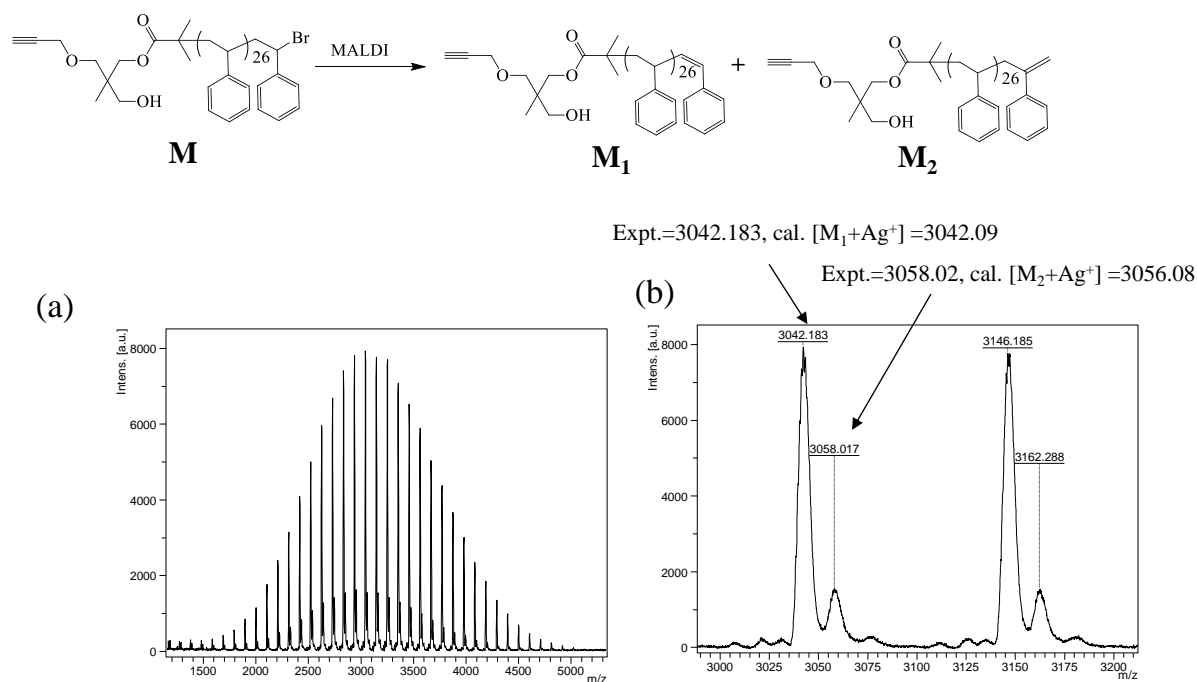 O
O
Br
26
O
OH
MALDI
O
O
26
O
HO
+
O
O
26
O
OH
M
M₁
M₂
Expt.=3042.183, cal. [M₁+Ag⁺] =3042.09
Expt.=3058.02, cal. [M₂+Ag⁺] =3056.08
(a)
Intens. [a.u.]
8000
6000
4000
2000
0
1500 2000 2500 3000 3500 4000 4500 5000
m/z
(b)
Intens. [a.u.]
8000
6000
4000
2000
0
3042.183
3146.185
3058.017
3162.288
3000 3025 3050 3075 3100 3125 3150 3175 3200
m/z